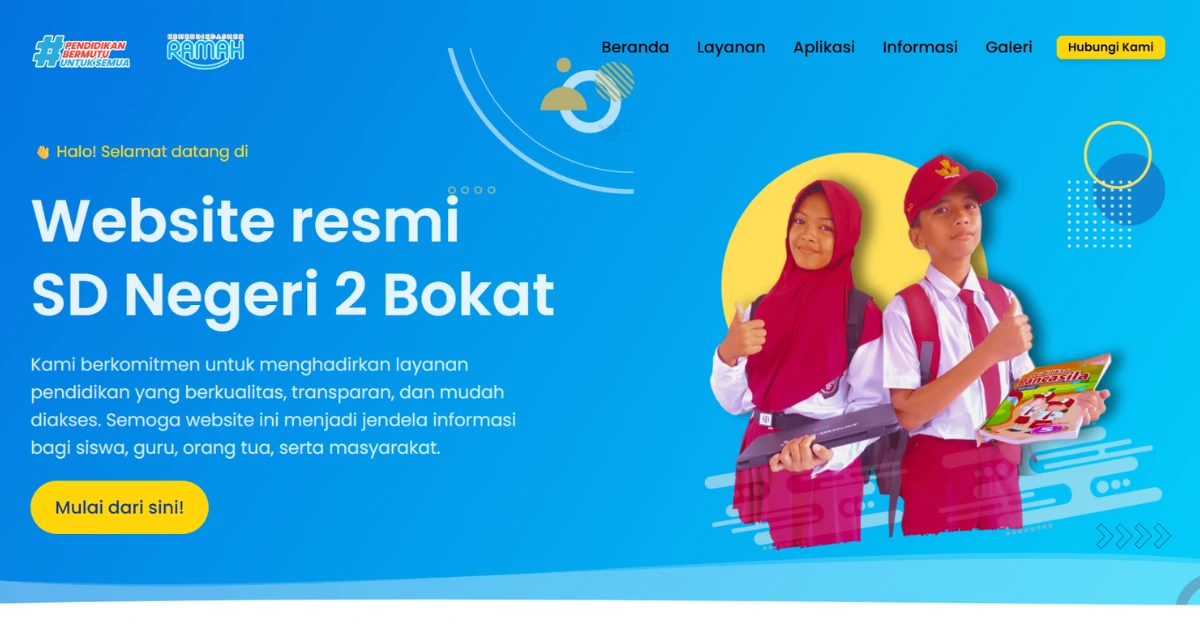 #PENDIDIKAN
BERMUTU
UNTUK SEMUA
KEMENDIKDASMEN
RAMAH
Beranda
Layanan
Aplikasi
Informasi
Galeri
Hubungi Kami
👋 Halo! Selamat datang di
Website resmi
SD Negeri 2 Bokat
Kami berkomitmen untuk menghadirkan layanan
pendidikan yang berkualitas, transparan, dan mudah
diakses. Semoga website ini menjadi jendela informasi
bagi siswa, guru, orang tua, serta masyarakat.
Mulai dari sini!
Pancasila